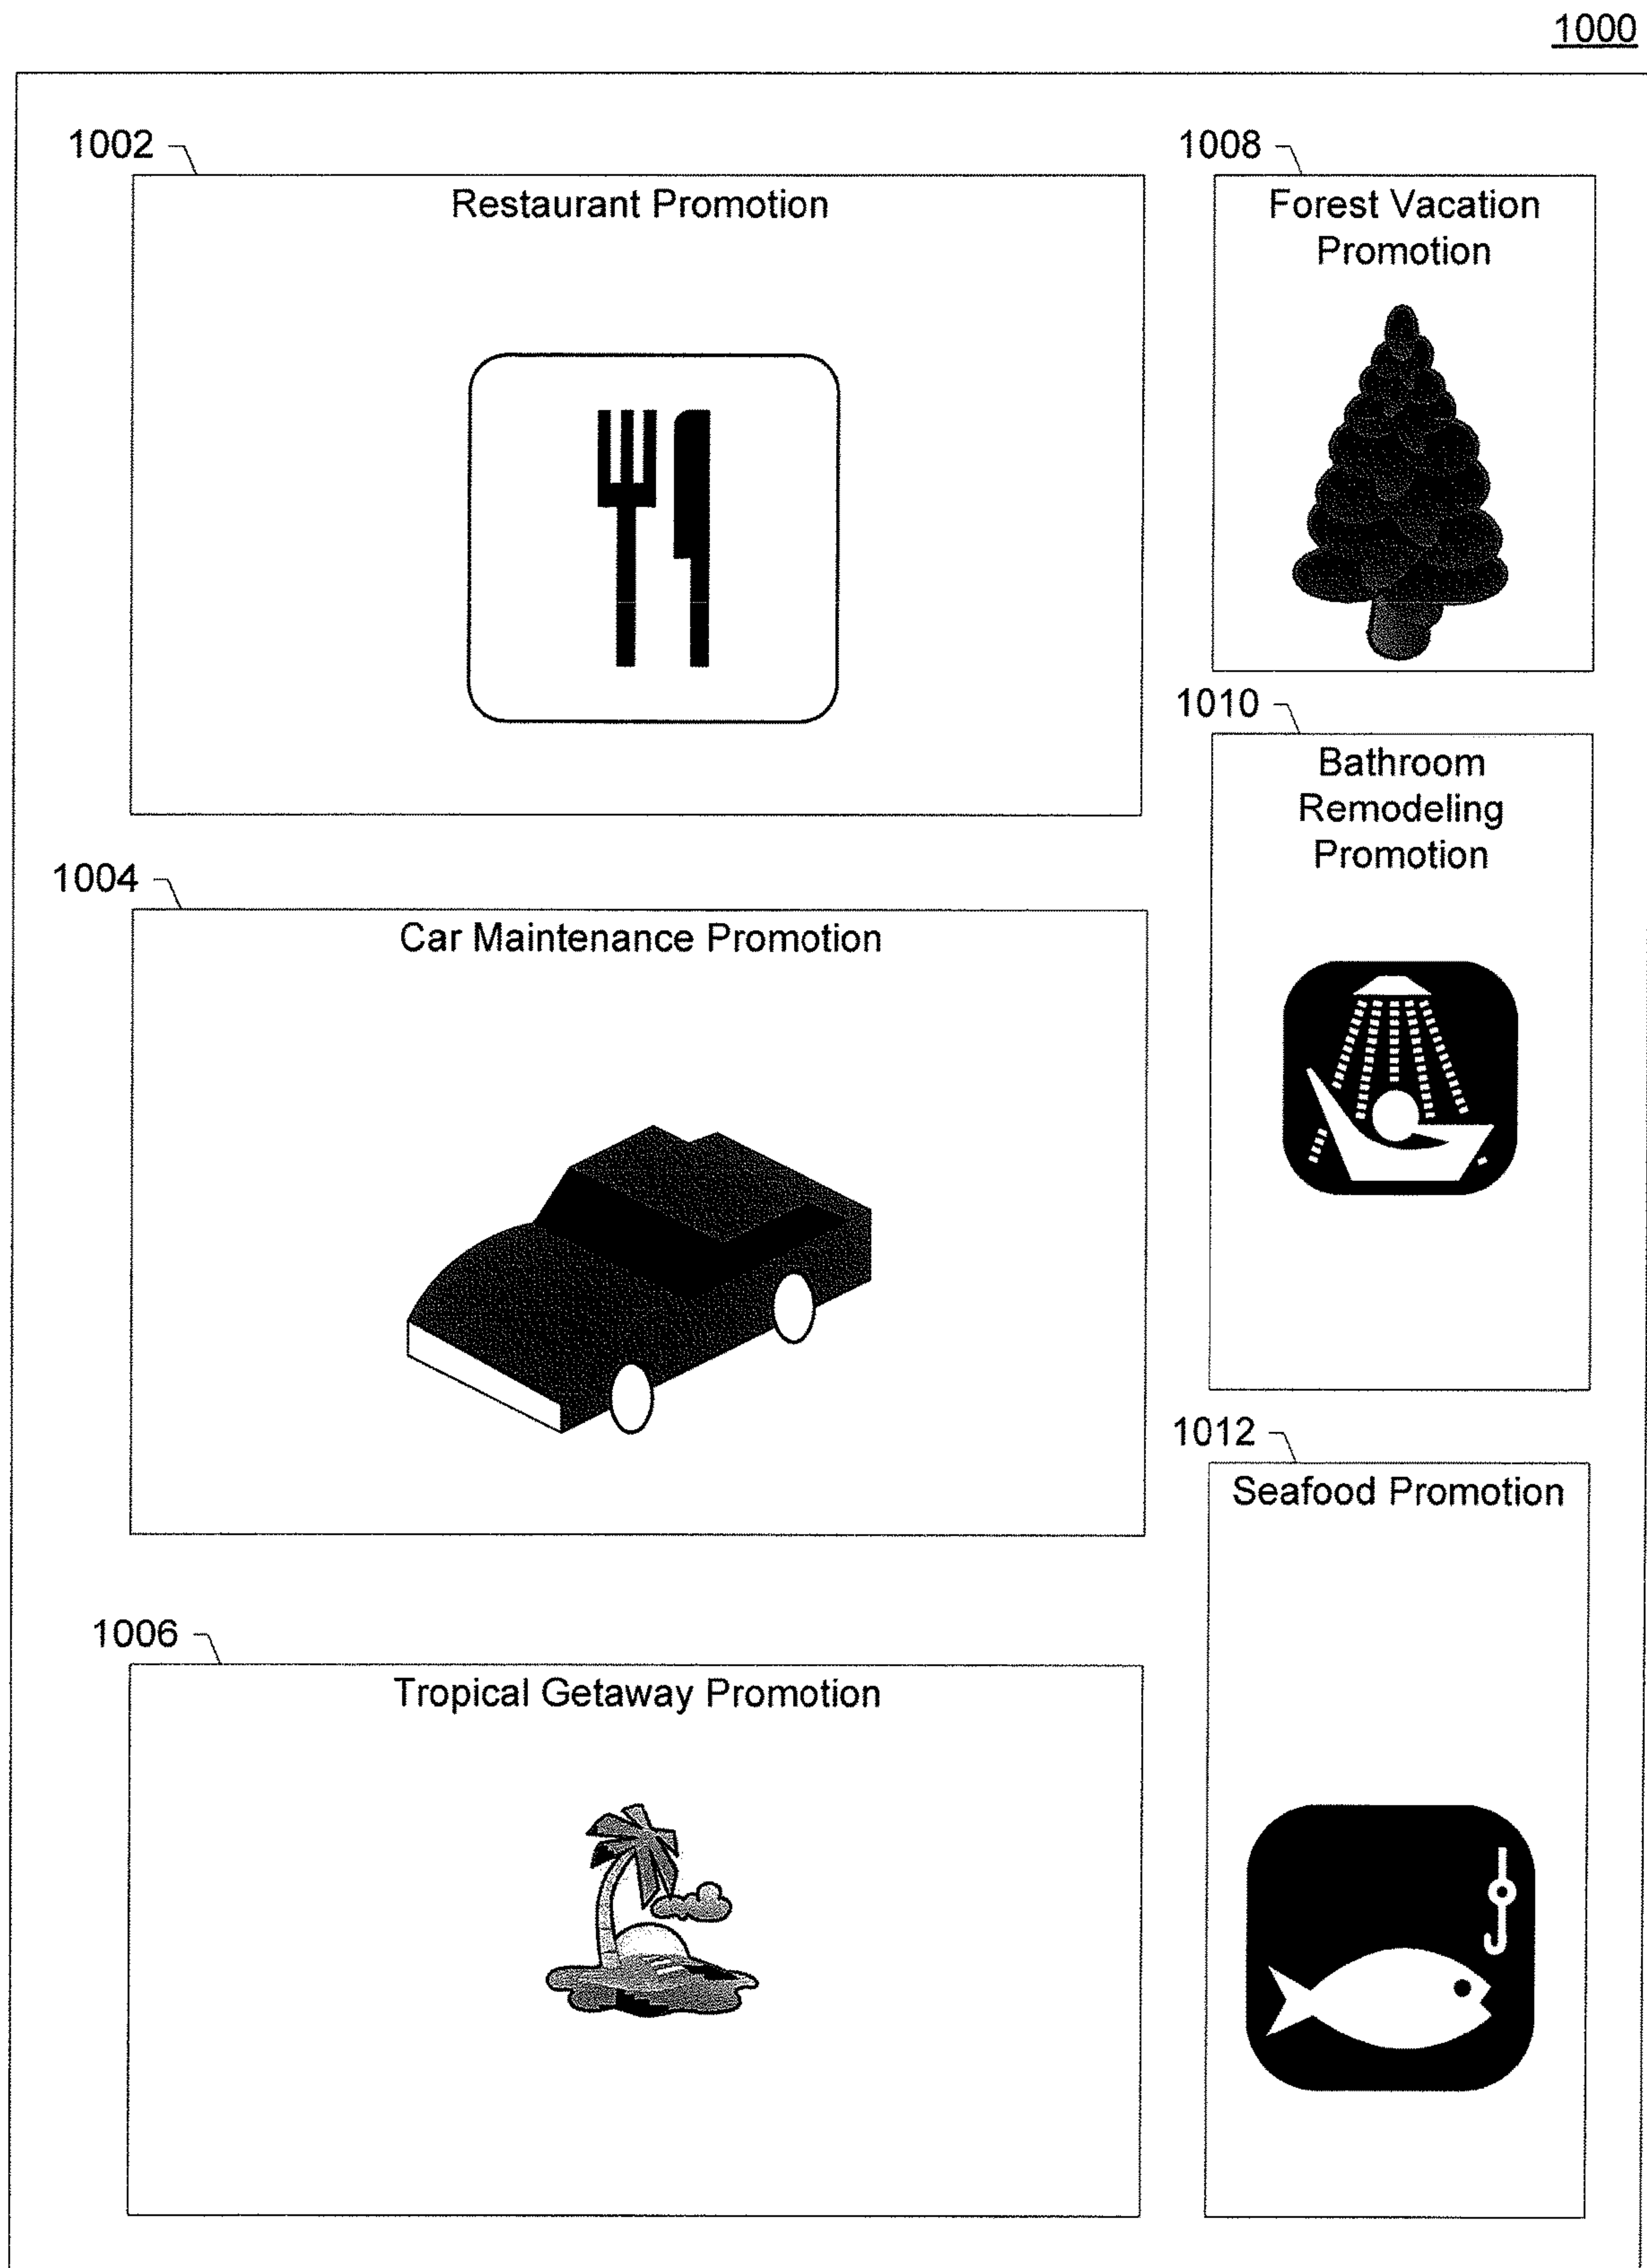 1000
1002
Restaurant Promotion
1008
Forest Vacation
Promotion
1010
Bathroom
Remodeling
Promotion
1004
Car Maintenance Promotion
1012
Seafood Promotion
1006
Tropical Getaway Promotion